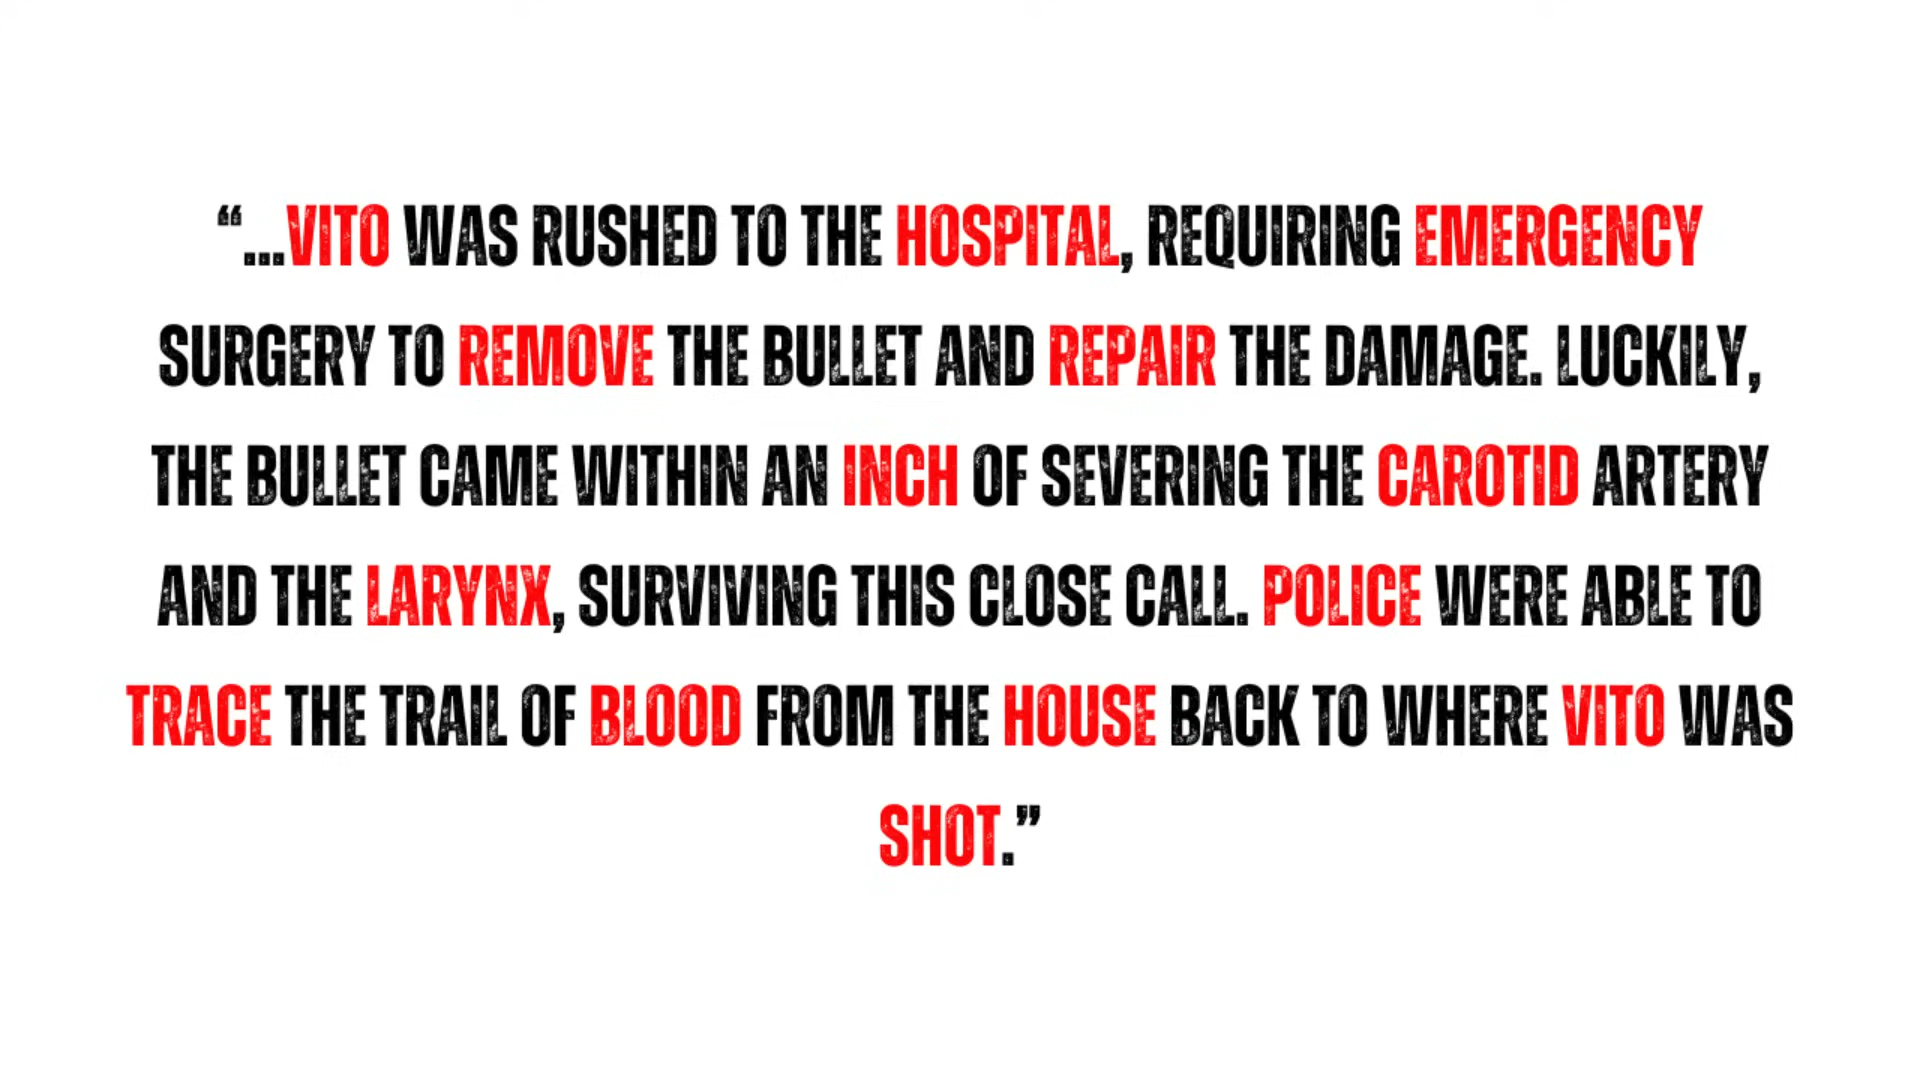 “...VITO WAS RUSHED TO THE HOSPITAL, REQUIRING EMERGENCY
SURGERY TO REMOVE THE BULLET AND REPAIR THE DAMAGE. LUCKILY,
THE BULLET CAME WITHIN AN INCH OF SEVERING THE CAROTID ARTERY
AND THE LARYNX, SURVIVING THIS CLOSE CALL. POLICE WERE ABLE TO
TRACE THE TRAIL OF BLOOD FROM THE HOUSE BACK TO WHERE VITO WAS
SHOT.”